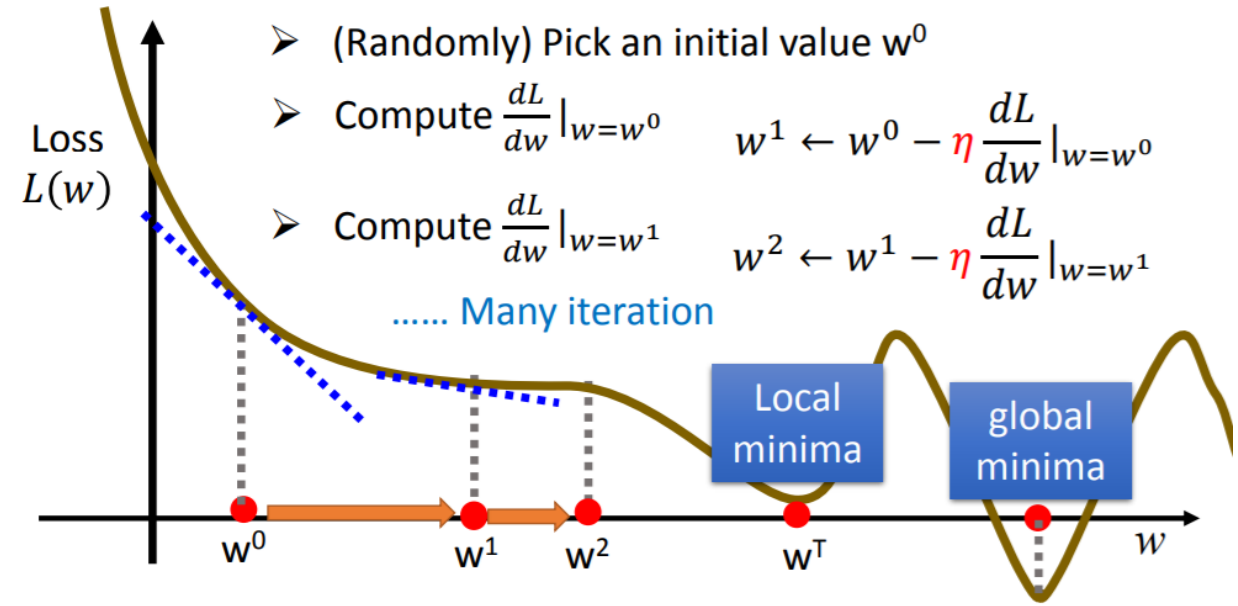 ➢ (Randomly) Pick an initial value w⁰
➢ Compute dL/dw |w=w⁰
w¹ ← w⁰ − η dL/dw |w=w⁰
Loss
L(w)
➢ Compute dL/dw |w=w¹
w² ← w¹ − η dL/dw |w=w¹
…… Many iteration
Local
minima
global
minima
w⁰
w¹
w²
wᵀ
w